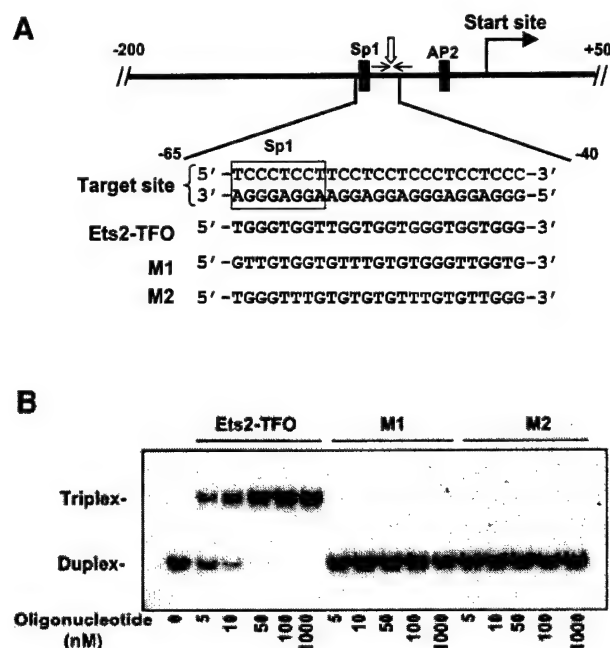 A
-200
Sp1
AP2
Start site
+50
-65
Sp1
-40
Target site
5′ -TCCCTCCTTCCTCCTCCCTCCTCCC-3′
3′ -AGGGAGGAAGGAGGAGGGAGGAGGG-5′
Ets2-TFO 5′ -TGGGTGGTTGGTGGTGGGTGGTGGG-3′
M1 5′ -GTTGTGGTGTTTGTGTGGGTTGGTG-3′
M2 5′ -TGGGTTTGTGTGTGTTTGTGTTGGG-3′
B
Ets2-TFO M1 M2
Triplex-
Duplex-
Oligonucleotide (nM)
0 5 10 50 100 1000 5 10 50 100 1000 5 10 50 100 1000